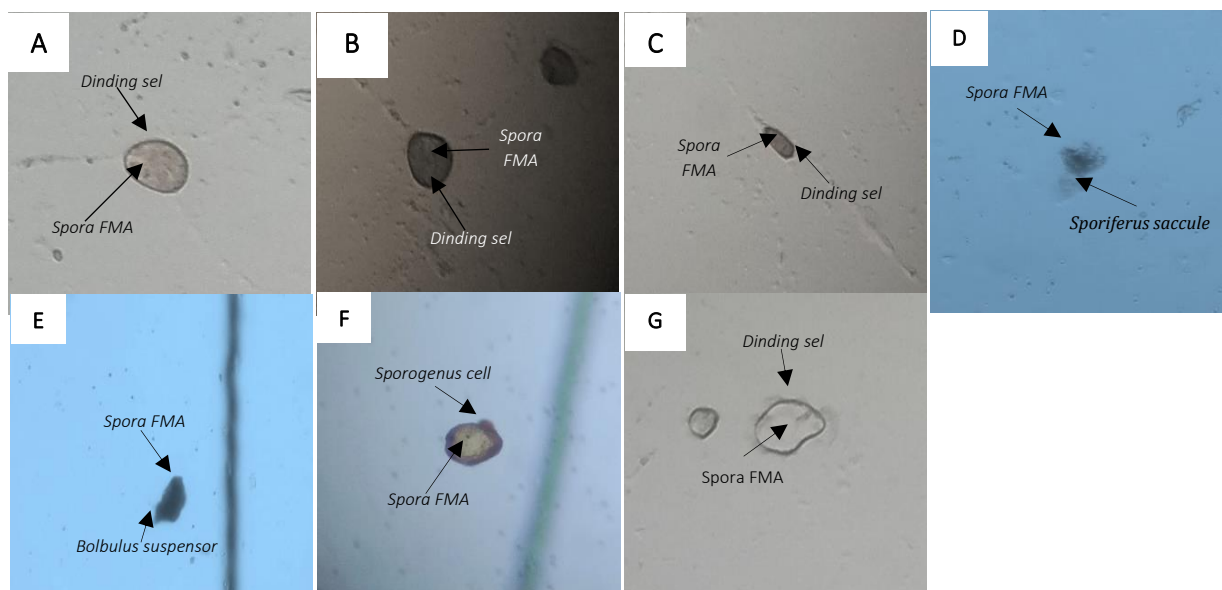 A
Dinding sel
Spora FMA
B
Spora
FMA
Dinding sel
C
Spora
FMA
Dinding sel
D
Spora FMA
Sporiferus saccule
E
Spora FMA
Bolbulus suspensor
F
Sporogenus cell
Spora FMA
G
Dinding sel
Spora FMA